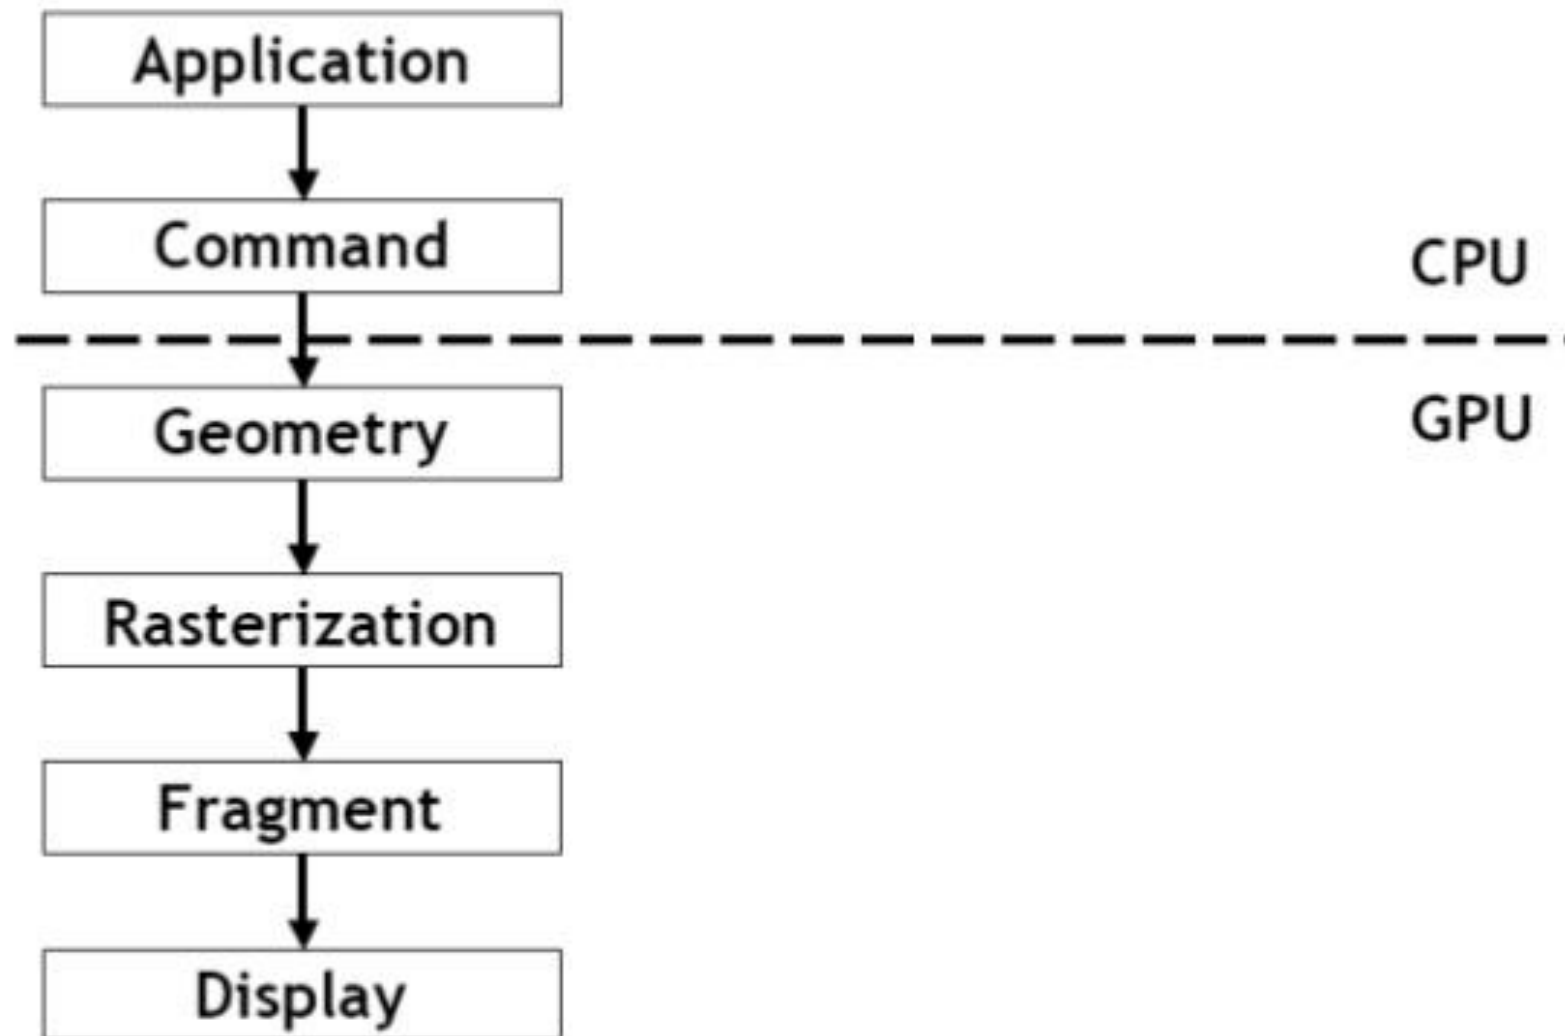 Application
Command
CPU
GPU
Geometry
Rasterization
Fragment
Display